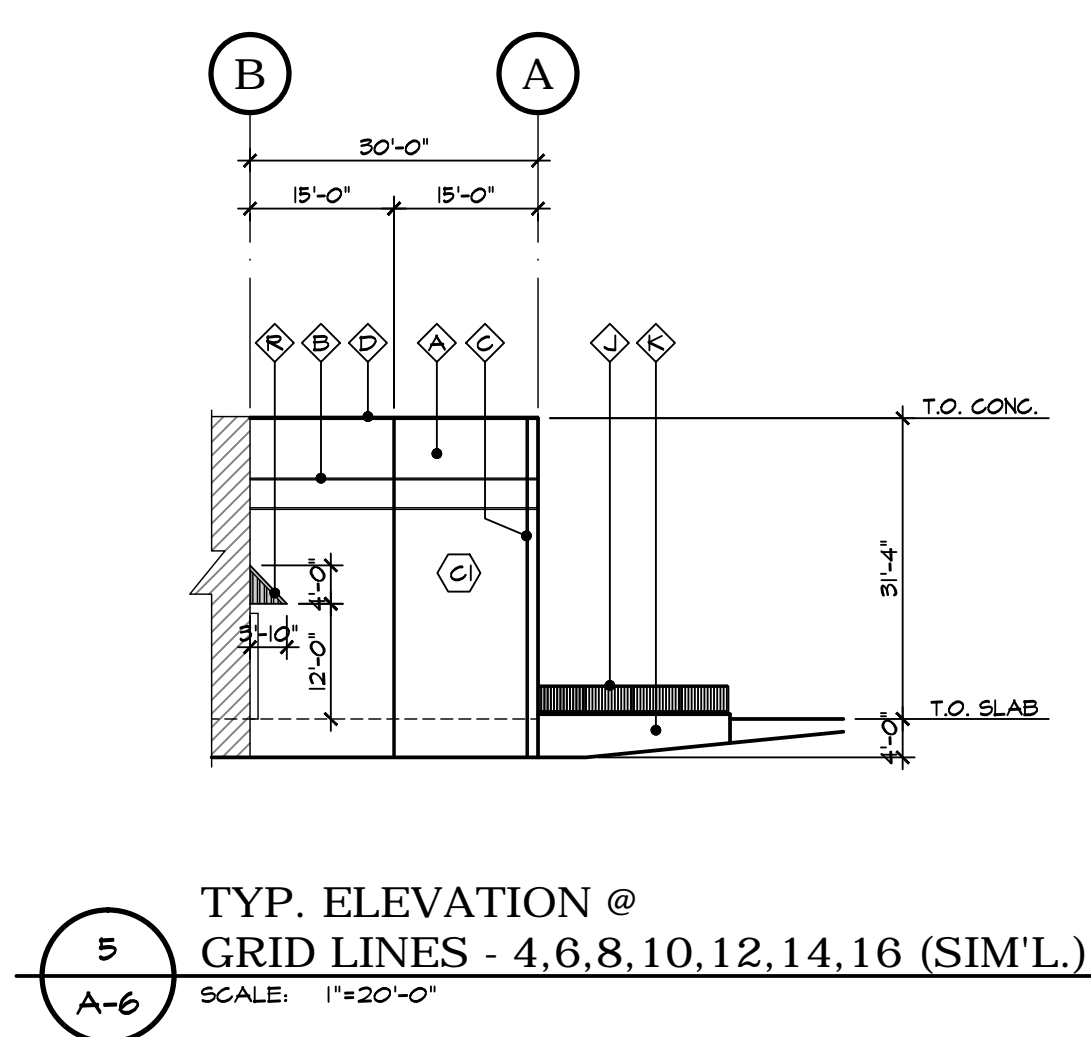 B A
30'-0"
15'-0" 15'-0"
R B D A C J K
T.O. CONC.
31'-4"
4'-0"
C1
3'-10"
12'-0"
T.O. SLAB
4'-0"
TYP. ELEVATION @
5
GRID LINES - 4,6,8,10,12,14,16 (SIM'L.)
A-6
SCALE: 1"=20'-0"